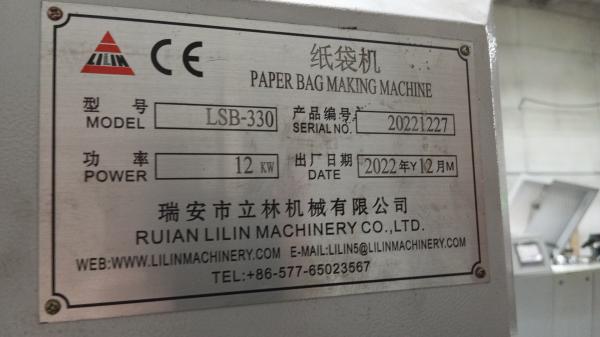 LILIN CE 纸袋机
PAPER BAG MAKING MACHINE
型号 LSB-330 产品编号
MODEL SERIAL NO. 20221227
功率 12 KW 出厂日期 2022年Y12月M
POWER DATE
瑞安市立林机械有限公司
RUIAN LILIN MACHINERY CO.,LTD.
WEB:WWW.LILINMACHINERY.COM E-MAIL:LILIN5@LILINMACHINERY.COM
TEL:+86-577-65023567